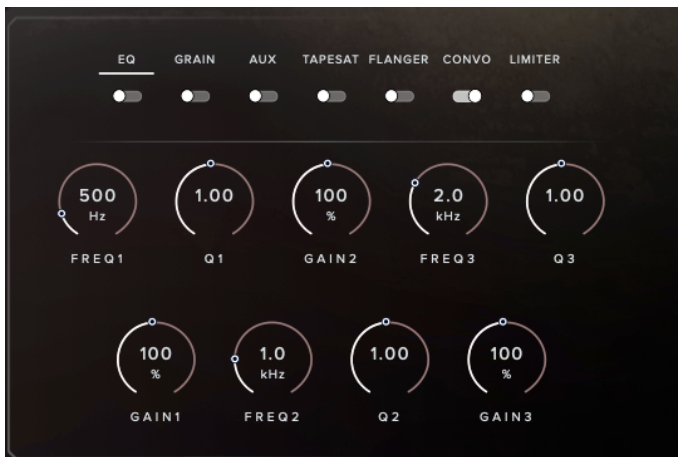 EQ GRAIN AUX TAPESAT FLANGER CONVO LIMITER
500 1.00 100 2.0 1.00
Hz % kHz
FREQ1 Q1 GAIN2 FREQ3 Q3
100 1.0 1.00 100
% kHz %
GAIN1 FREQ2 Q2 GAIN3